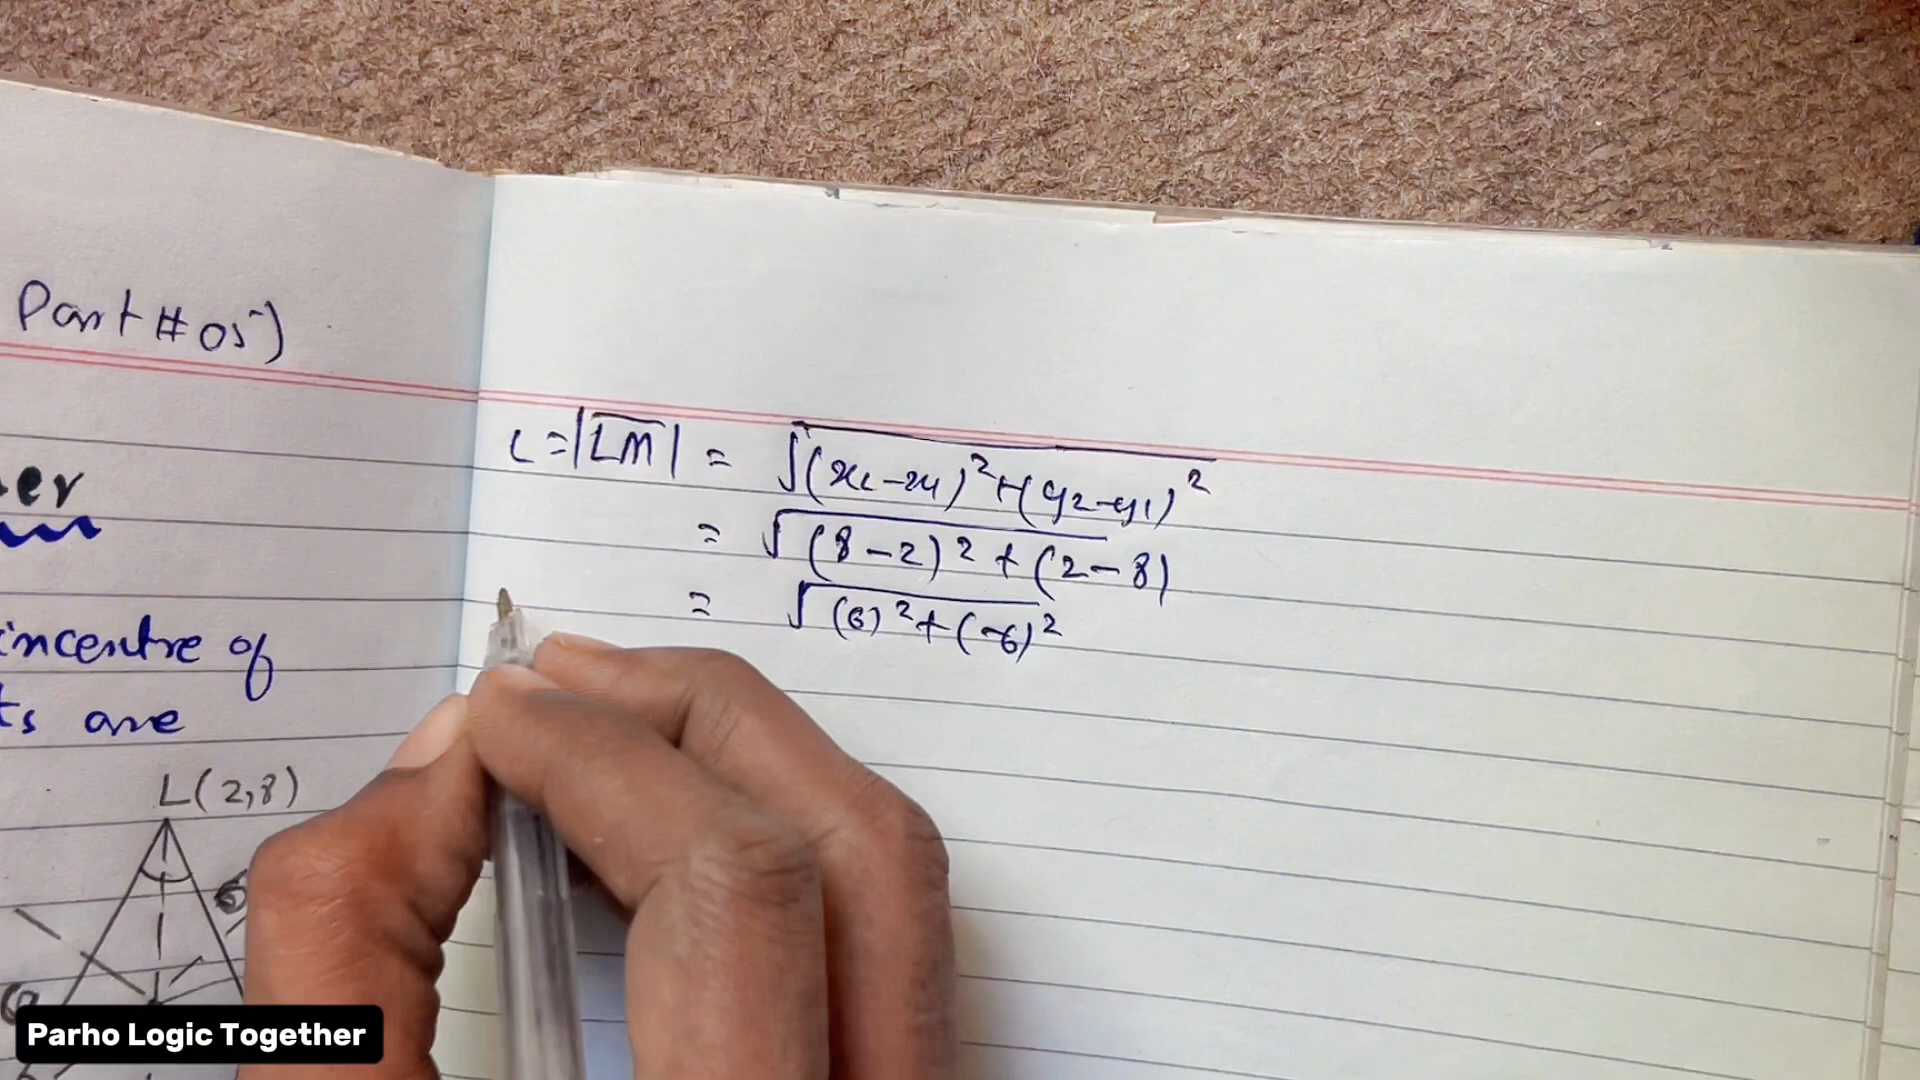 Part # 05)
er
incentre of
ts are
L(2,8)
6
c = |LM| = √(x₂-x₁)² + (y₂-y₁)²
= √(8-2)² + (2-8)
= √(6)² + (-6)²
Parho Logic Together